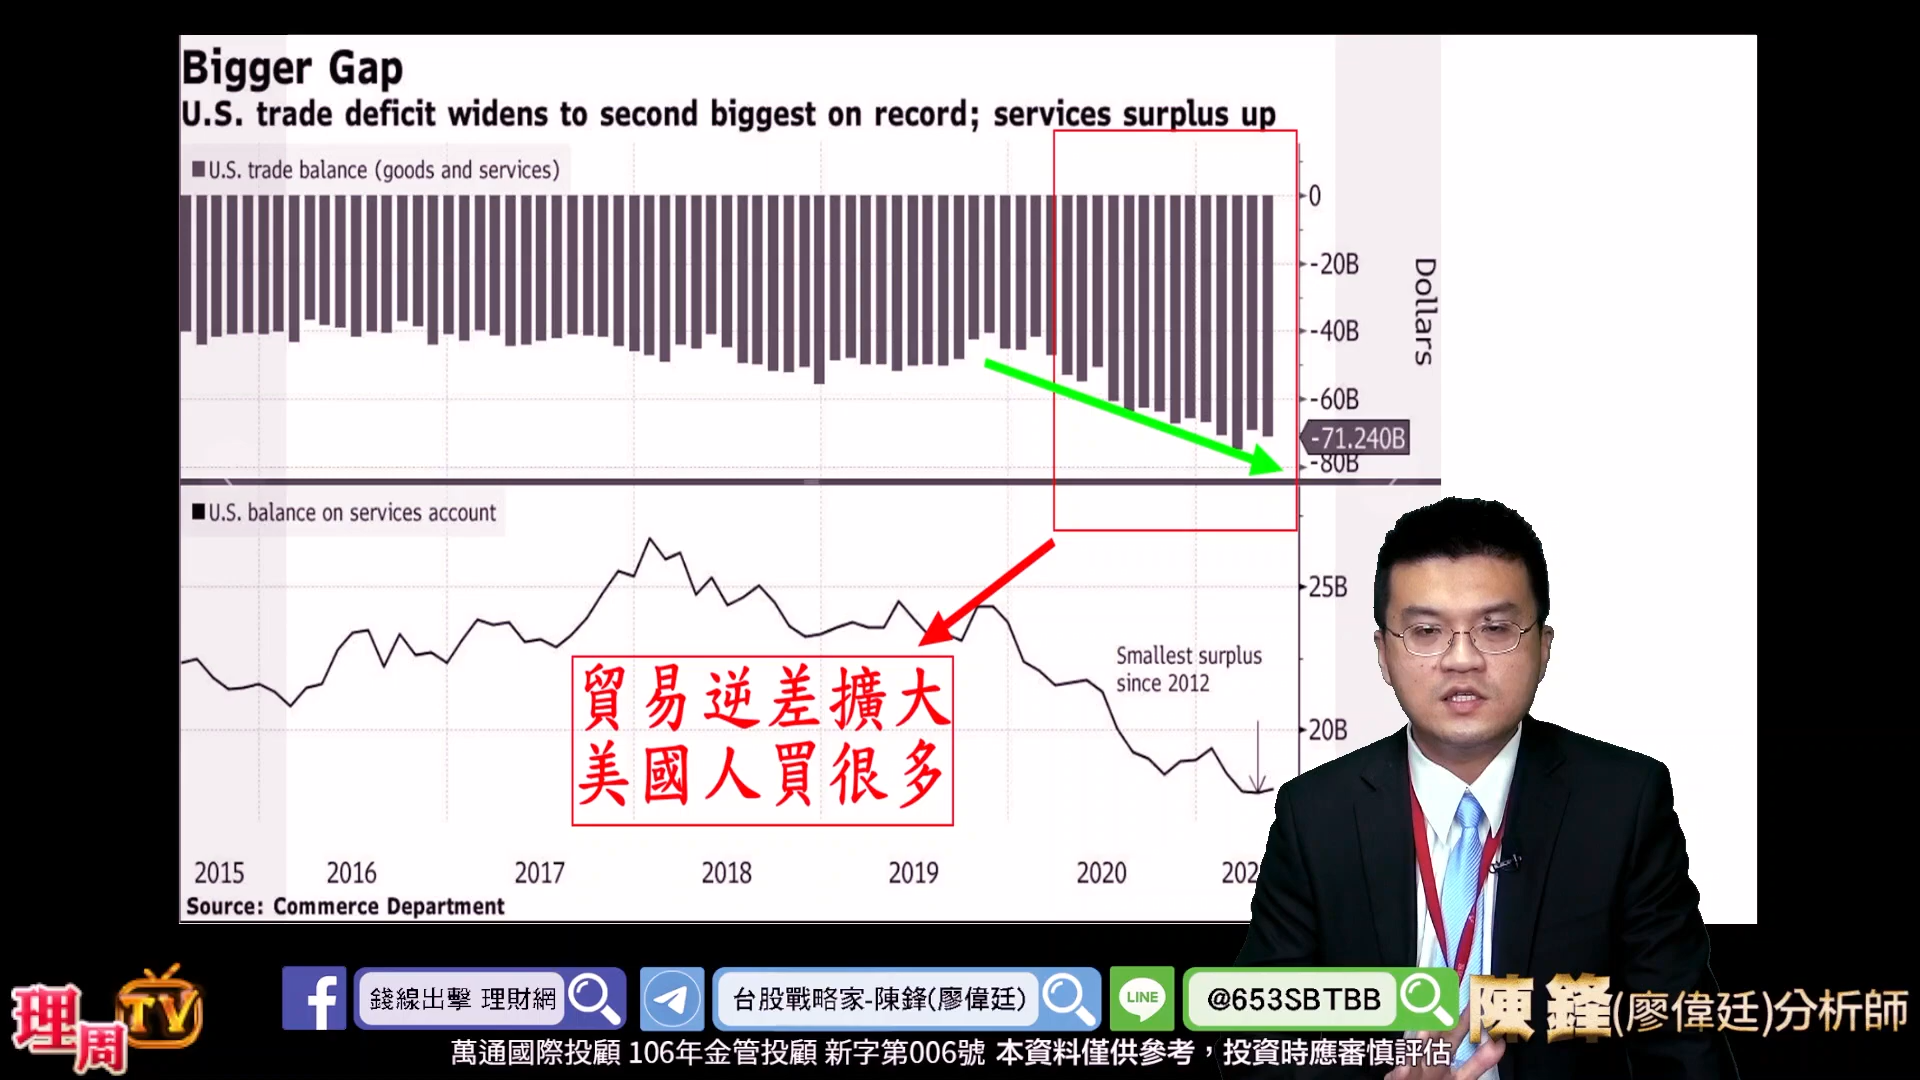 Bigger Gap
U.S. trade deficit widens to second biggest on record; services surplus up
U.S. trade balance (goods and services)
0
-20B
-40B
-60B
-71.240B
-80B
Dollars
U.S. balance on services account
25B
20B
Smallest surplus
since 2012
貿易逆差擴大
美國人買很多
2015 2016 2017 2018 2019 2020 202
Source: Commerce Department
理周TV
錢線出擊 理財網
台股戰略家-陳鋒(廖偉廷)
LINE
@653SBTBB
陳鋒(廖偉廷)分析師
萬通國際投顧 106年金管投顧 新字第006號 本資料僅供參考，投資時應審慎評估